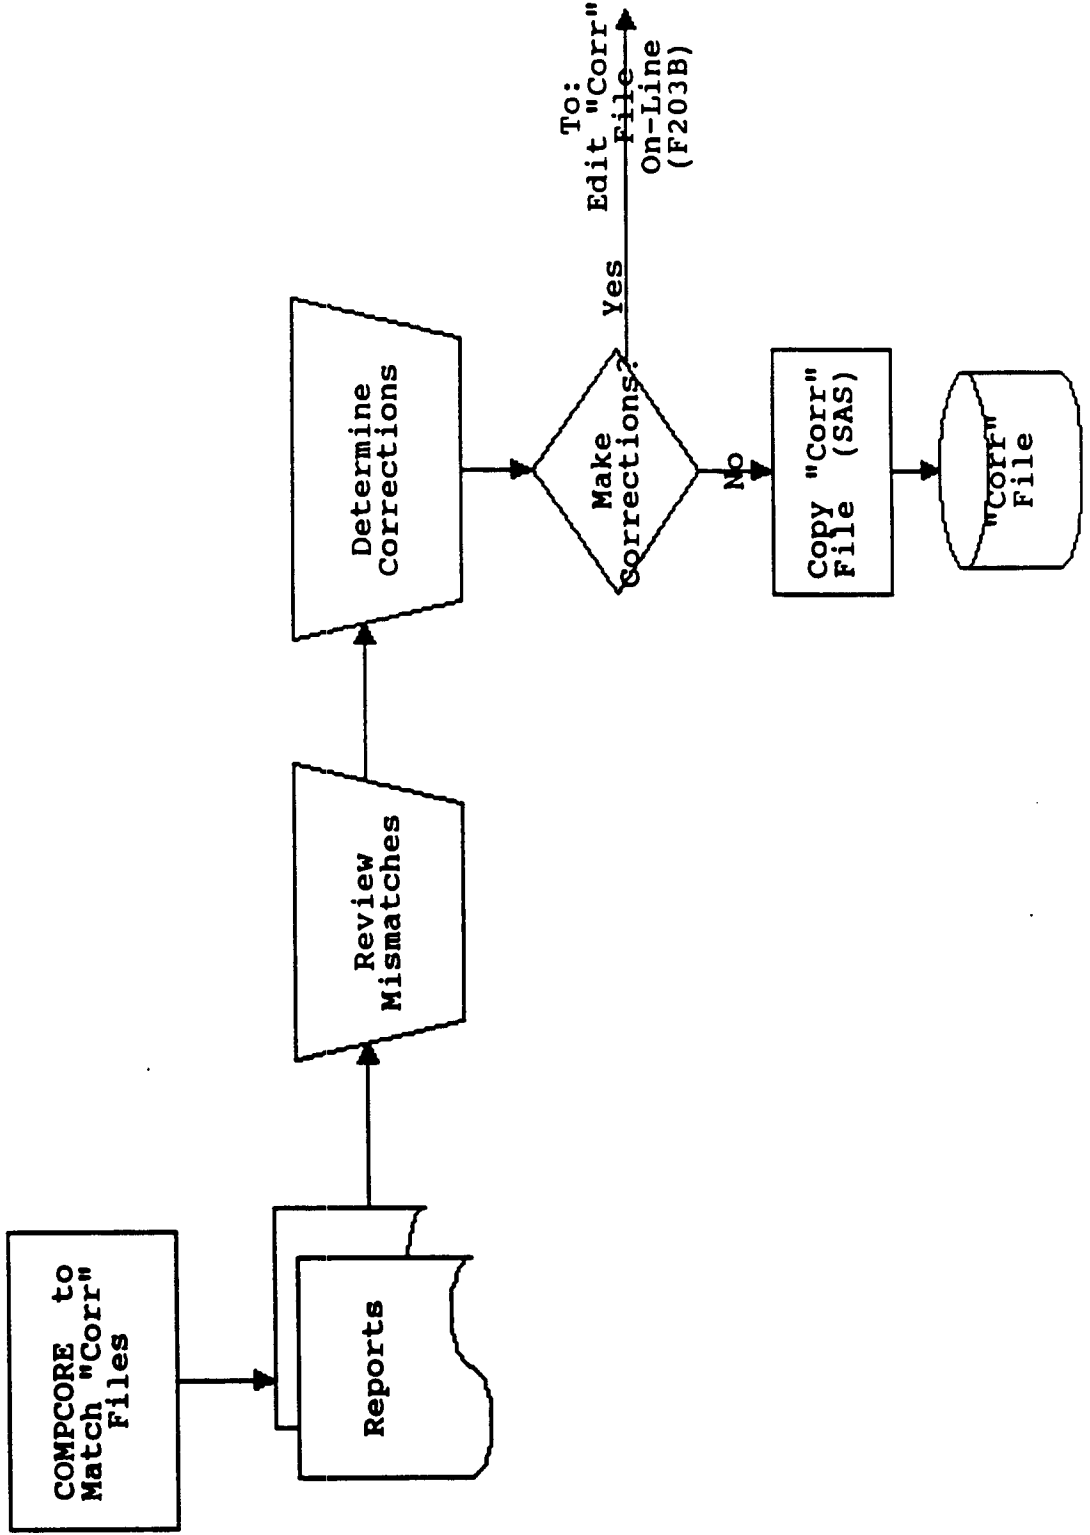 COMPCORE to
Match "Corr"
Files
Reports
Review
Mismatches
Determine
Corrections
Make
Corrections?
Yes
To:
Edit "Corr"
File
On-Line
(F203B)
No
Copy "Corr"
File (SAS)
"Corr"
File